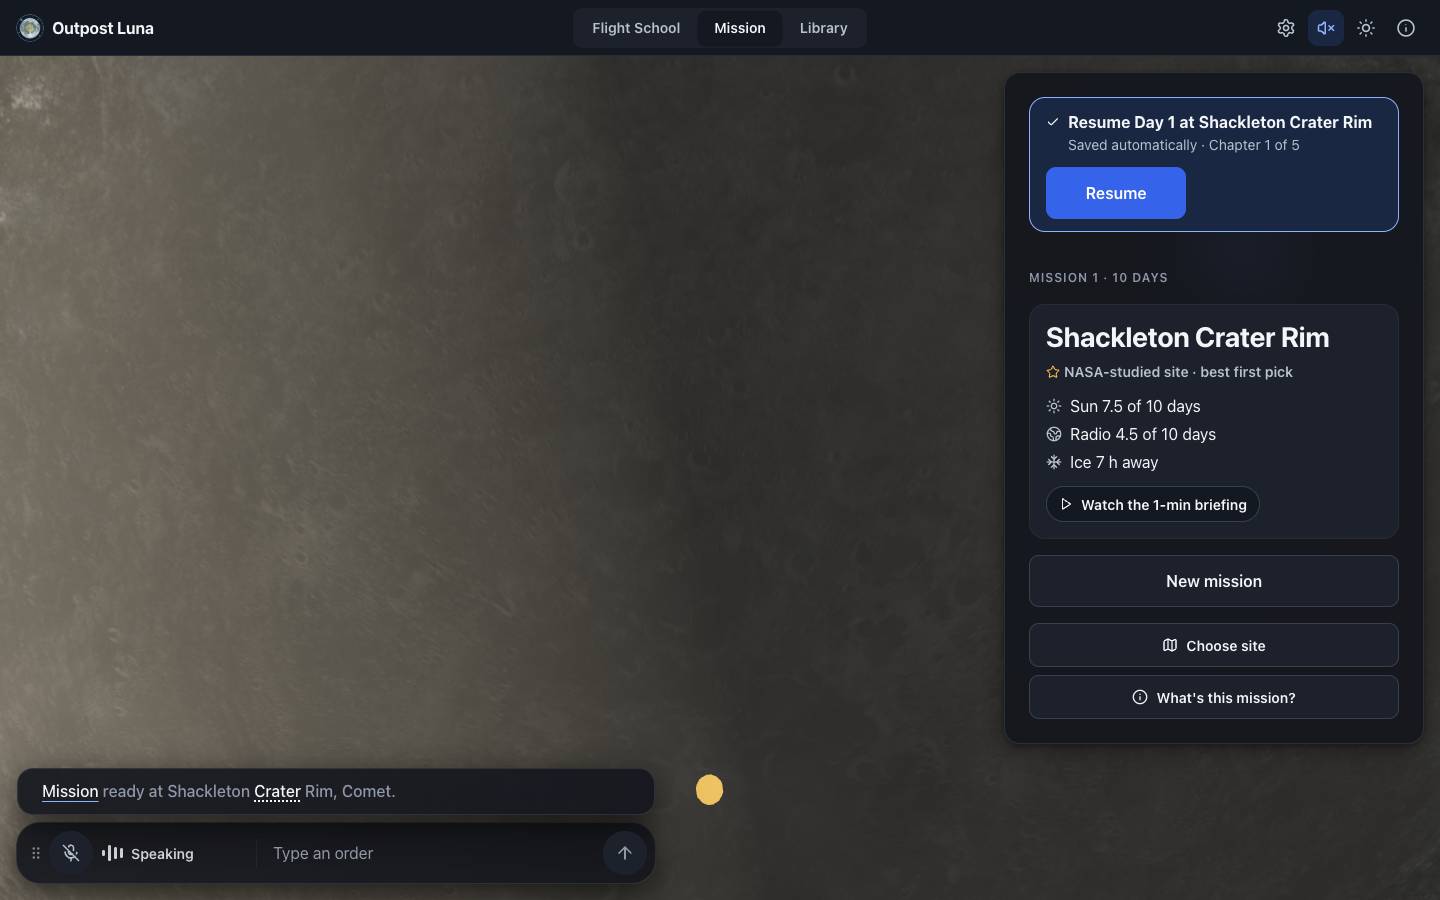 Outpost Luna
Flight School
Mission
Library
Resume Day 1 at Shackleton Crater Rim
Saved automatically · Chapter 1 of 5
Resume
MISSION 1 · 10 DAYS
Shackleton Crater Rim
NASA-studied site · best first pick
Sun 7.5 of 10 days
Radio 4.5 of 10 days
Ice 7 h away
Watch the 1-min briefing
New mission
Choose site
What's this mission?
Mission ready at Shackleton Crater Rim, Comet.
Speaking
Type an order